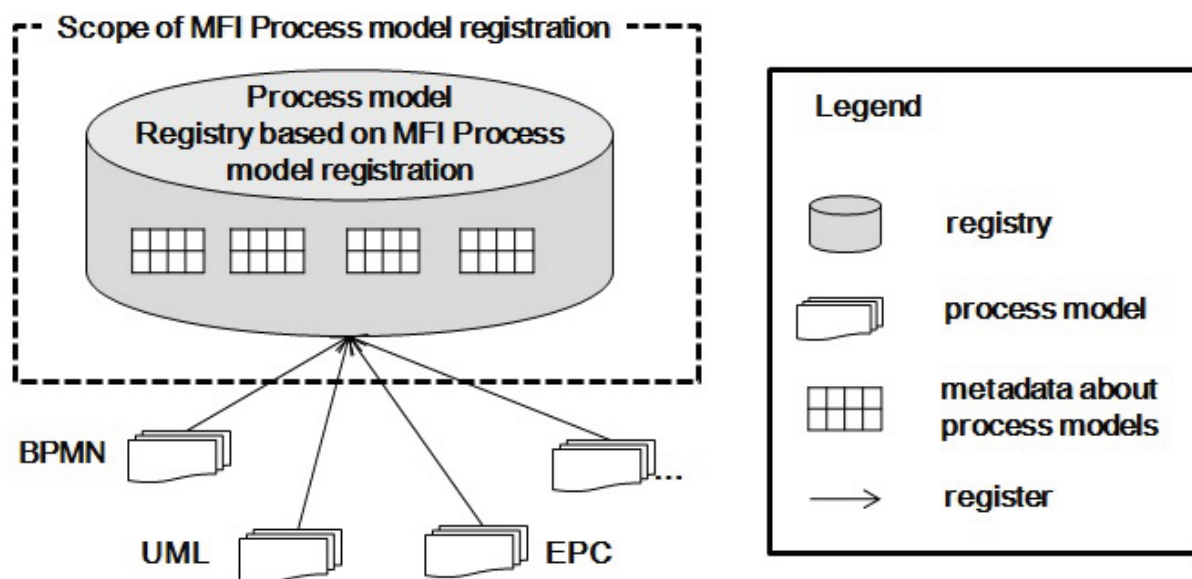 Scope of MFI Process model registration
Process model
Registry based on MFI Process
model registration
BPMN
UML
EPC
...
Legend
registry
process model
metadata about
process models
register